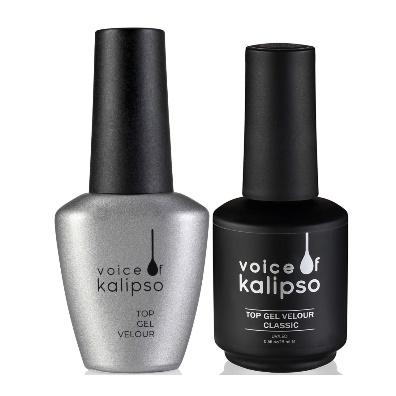 voice of
kalipso
TOP
GEL
VELOUR
voice of
kalipso
TOP GEL VELOUR
CLASSIC